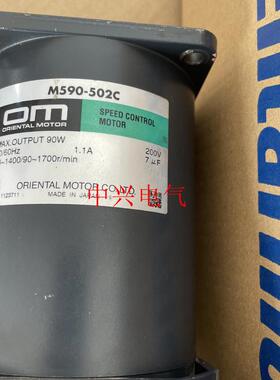 M590-502C
om
ORIENTAL MOTOR
SPEED CONTROL
MOTOR
MAX.OUTPUT 90W
/60Hz 1.1A 200V
1400/90~1700r/min 7μF
ORIENTAL MOTOR CO.,LTD.
MADE IN JAPAN
中兴电气
ORIENTAL